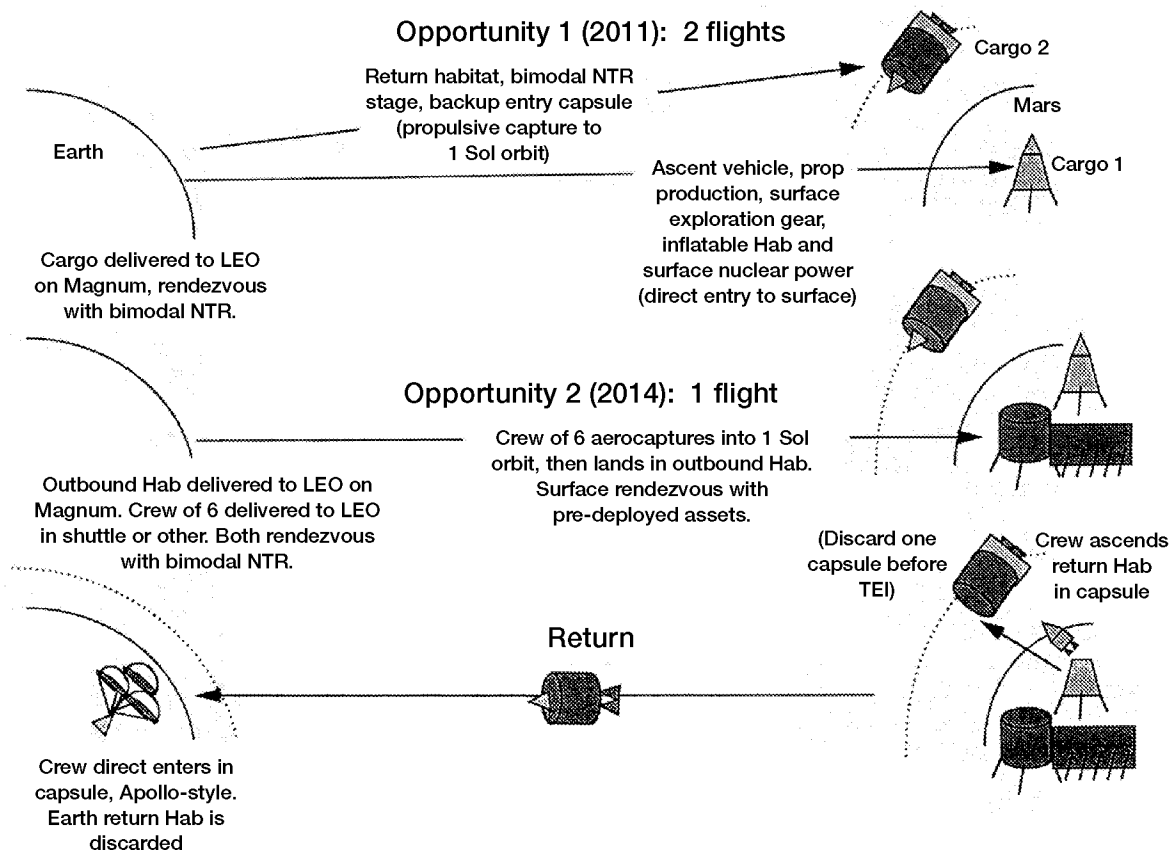 Opportunity 1 (2011): 2 flights
Return habitat, bimodal NTR
stage, backup entry capsule
(propulsive capture to
1 Sol orbit)
Cargo 2
Mars
Earth
Cargo 1
Ascent vehicle, prop
production, surface
exploration gear,
inflatable Hab and
surface nuclear power
(direct entry to surface)
Cargo delivered to LEO
on Magnum, rendezvous
with bimodal NTR.
Opportunity 2 (2014): 1 flight
Crew of 6 aerocaptures into 1 Sol
orbit, then lands in outbound Hab.
Surface rendezvous with
pre-deployed assets.
Outbound Hab delivered to LEO on
Magnum. Crew of 6 delivered to LEO
in shuttle or other. Both rendezvous
with bimodal NTR.
(Discard one
capsule before
TEI)
Crew ascends
return Hab
in capsule
Return
Crew direct enters in
capsule, Apollo-style.
Earth return Hab is
discarded